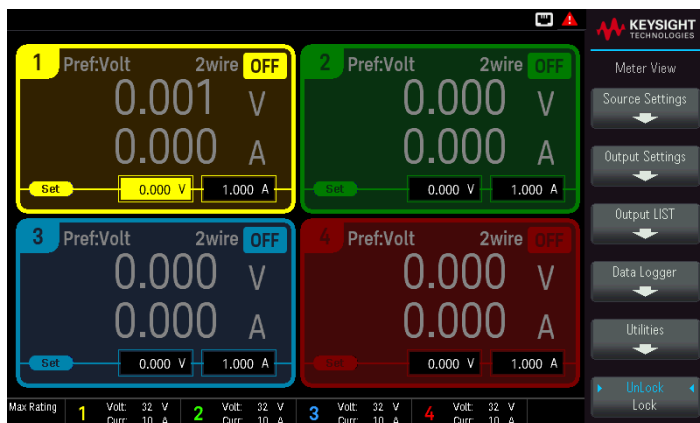 KEYSIGHT
TECHNOLOGIES
Meter View
1 Pref:Volt 2wire OFF
0.001 V
0.000 A
Set 0.000 V 1.000 A
2 Pref:Volt 2wire OFF
0.000 V
0.000 A
Set 0.000 V 1.000 A
3 Pref:Volt 2wire OFF
0.000 V
0.000 A
Set 0.000 V 1.000 A
4 Pref:Volt 2wire OFF
0.000 V
0.000 A
Set 0.000 V 1.000 A
Source Settings
Output Settings
Output LIST
Data Logger
Utilities
UnLock
Lock
Max Rating 1 Volt: 32 V 2 Volt: 32 V 3 Volt: 32 V 4 Volt: 32 V
Curr: 10 A Curr: 10 A Curr: 10 A Curr: 10 A